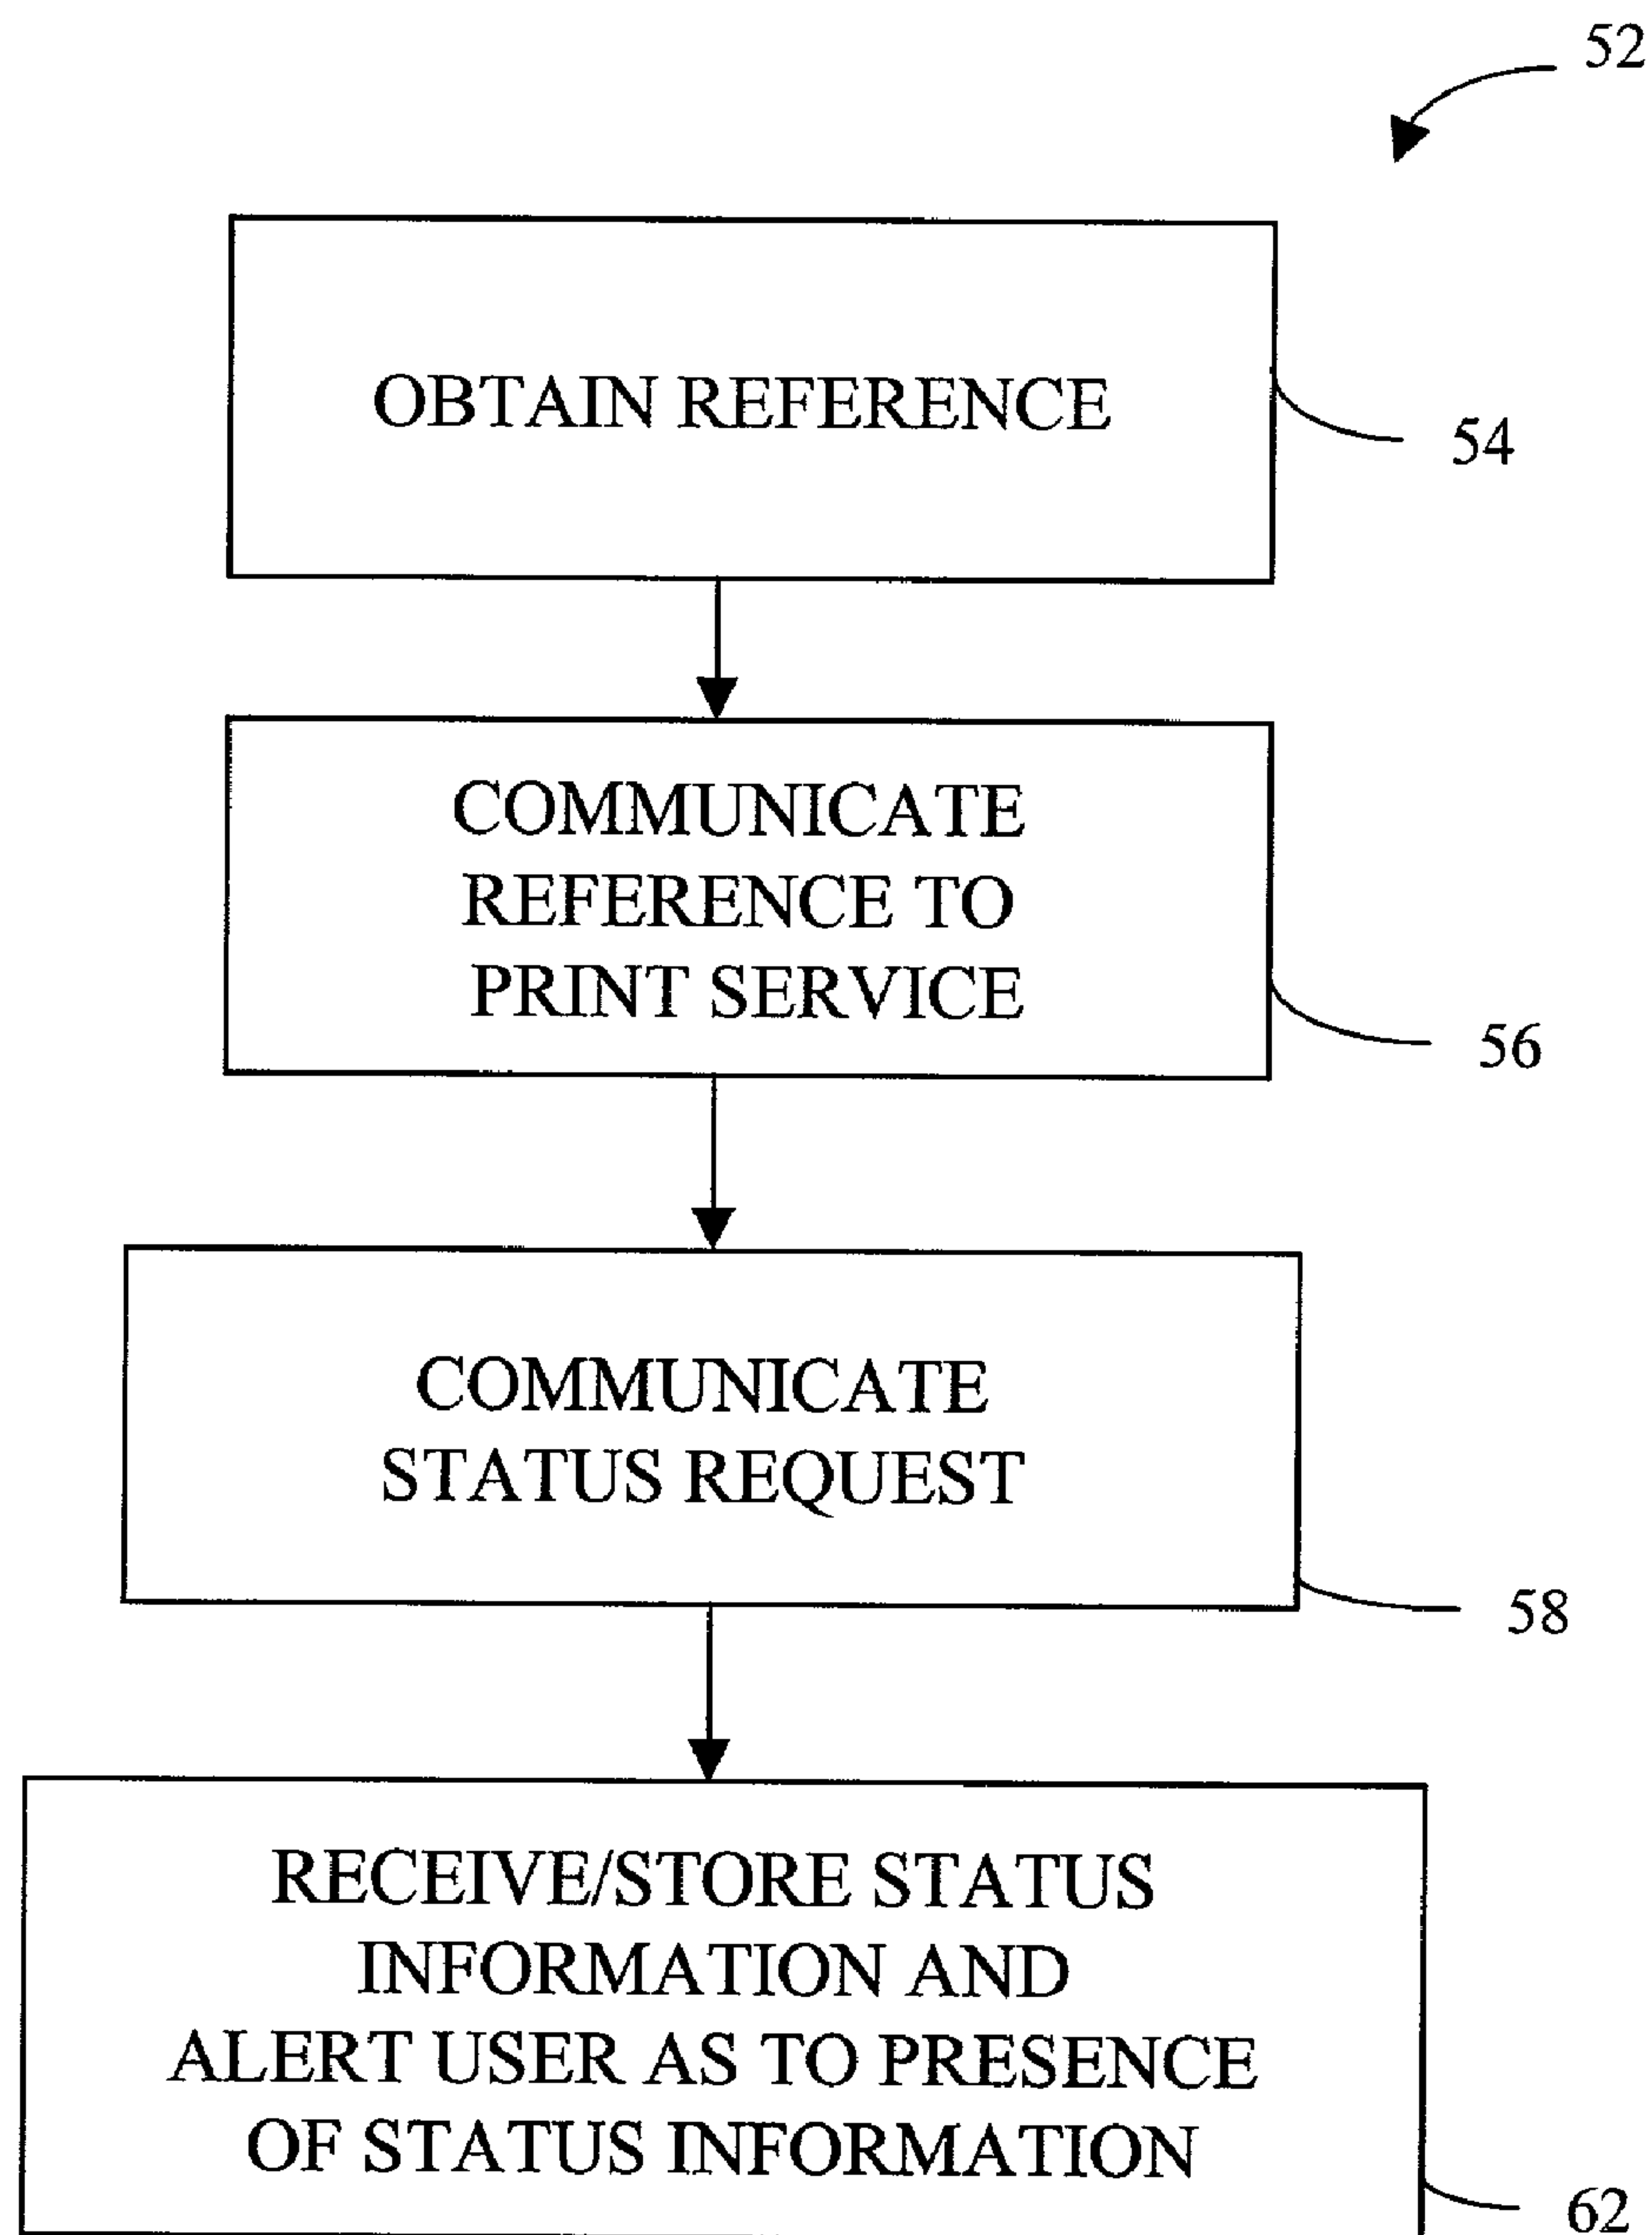 52
OBTAIN REFERENCE
54
COMMUNICATE
REFERENCE TO
PRINT SERVICE
56
COMMUNICATE
STATUS REQUEST
58
RECEIVE/STORE STATUS
INFORMATION AND
ALERT USER AS TO PRESENCE
OF STATUS INFORMATION
62